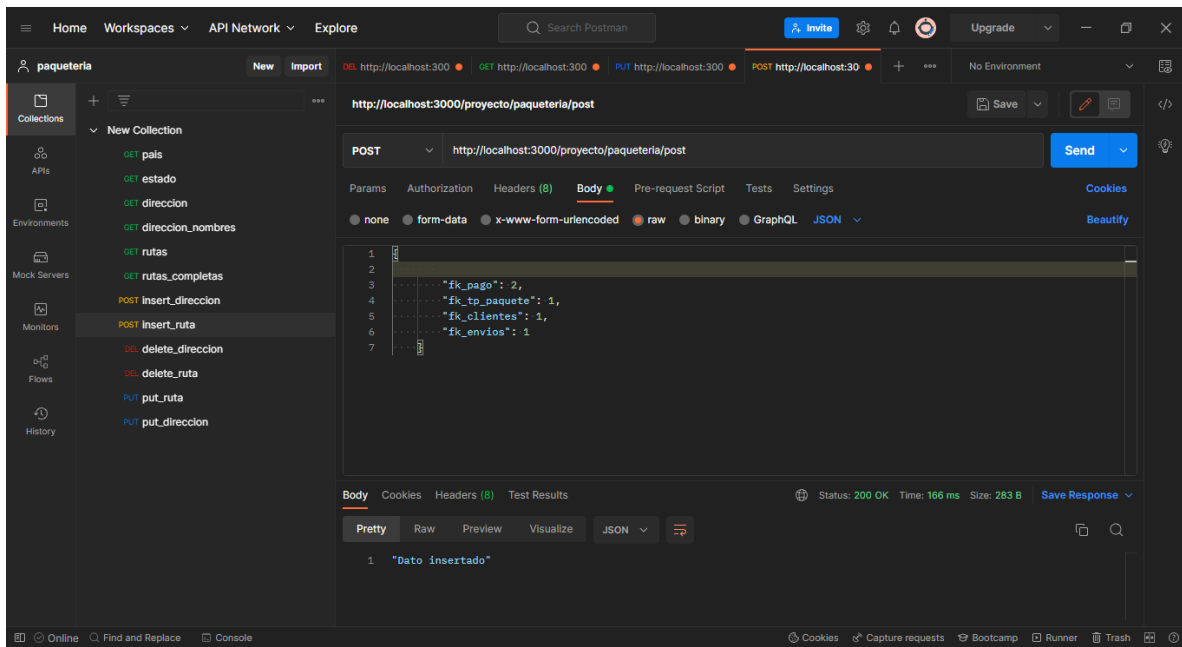 Home Workspaces API Network Explore Search Postman Invite Upgrade
paqueteria New Import DEL http://localhost:300 GET http://localhost:300 PUT http://localhost:300 POST http://localhost:30 No Environment
Collections
APIs
Environments
Mock Servers
Monitors
Flows
History
New Collection
GET pais
GET estado
GET direccion
GET direccion_nombres
GET rutas
GET rutas_completas
POST insert_direccion
POST insert_ruta
DEL delete_direccion
DEL delete_ruta
PUT put_ruta
PUT put_direccion
http://localhost:3000/proyecto/paqueteria/post Save
POST http://localhost:3000/proyecto/paqueteria/post Send
Params Authorization Headers (8) Body Pre-request Script Tests Settings Cookies
none form-data x-www-form-urlencoded raw binary GraphQL JSON Beautify
1 {
2
3 "fk_pago": 2,
4 "fk_tp_paquete": 1,
5 "fk_clientes": 1,
6 "fk_envios": 1
7 }
Body Cookies Headers (8) Test Results Status: 200 OK Time: 166 ms Size: 283 B Save Response
Pretty Raw Preview Visualize JSON
1 "Dato insertado"
Online Find and Replace Console Cookies Capture requests Bootcamp Runner Trash